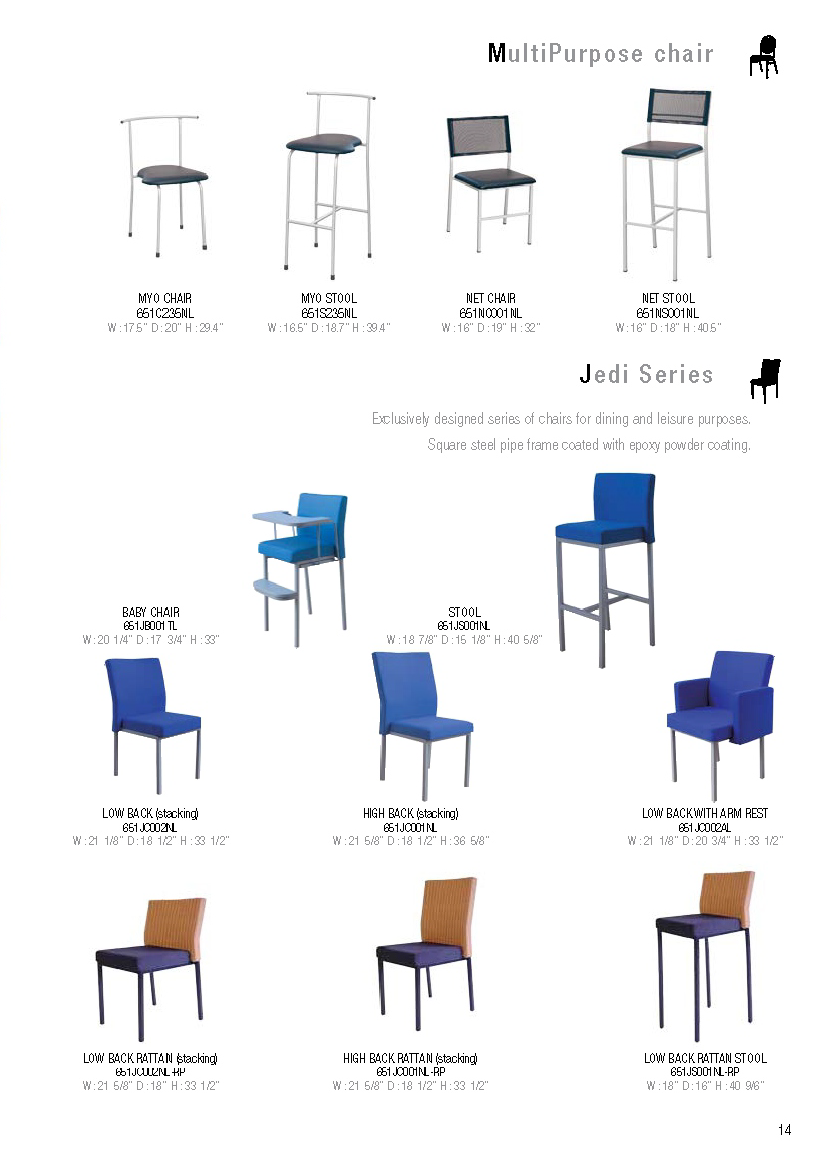 MultiPurpose chair
MYO CHAIR
651C235NL
W : 17.5" D : 20" H : 29.4"
MYO STOOL
651S235NL
W : 16.5" D : 18.7" H : 39.4"
NET CHAIR
651NC001NL
W : 16" D : 19" H : 32"
NET STOOL
651NS001NL
W : 16" D : 18" H : 40.5"
Jedi Series
Exclusively designed series of chairs for dining and leisure purposes.
Square steel pipe frame coated with epoxy powder coating.
BABY CHAIR
651JB001TL
W : 20 1/4" D : 17 3/4" H : 33"
STOOL
651JS001NL
W : 18 7/8" D : 15 1/8" H : 40 5/8"
LOW BACK (stacking)
651JC002NL
W : 21 1/8" D : 18 1/2" H : 33 1/2"
HIGH BACK (stacking)
651JC001NL
W : 21 5/8" D : 18 1/2" H : 36 5/8"
LOW BACK WITH ARM REST
651JC002AL
W : 21 1/8" D : 20 3/4" H : 33 1/2"
LOW BACK RATTAIN (stacking)
651JC002NL-RP
W : 21 5/8" D : 18" H : 33 1/2"
HIGH BACK RATTAN (stacking)
651JC001NL-RP
W : 21 5/8" D : 18 1/2" H : 33 1/2"
LOW BACK RATTAN STOOL
651JS001NL-RP
W : 18" D : 16" H : 40 9/6"
14